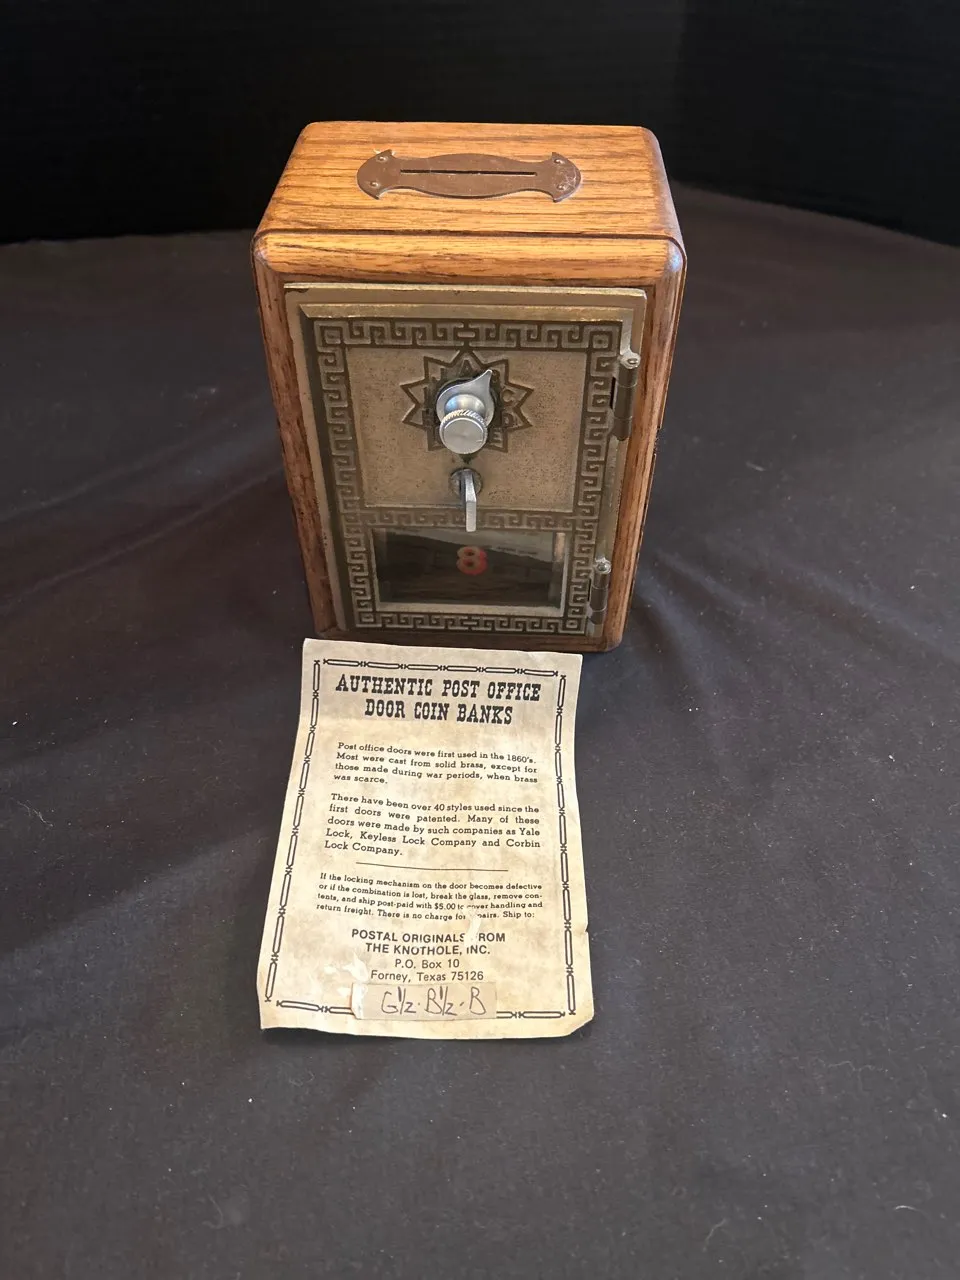 8
AUTHENTIC POST OFFICE
DOOR COIN BANKS
Post office doors were first used in the 1860's.
Most were cast from solid brass, except for
those made during war periods, when brass
was scarce.
There have been over 40 styles used since the
first doors were patented. Many of these
doors were made by such companies as Yale
Lock, Keyless Lock Company and Corbin
Lock Company.
If the locking mechanism on the door becomes defective
or if the combination is lost, break the glass, remove con-
tents, and ship post-paid with $5.00 to cover handling and
return freight. There is no charge for Ship to:
POSTAL ORIGINALS ROM
THE KNOTHOLE, INC.
P.O. Box 10
Forney, Texas 75126
G1/2 - B1/2 - B